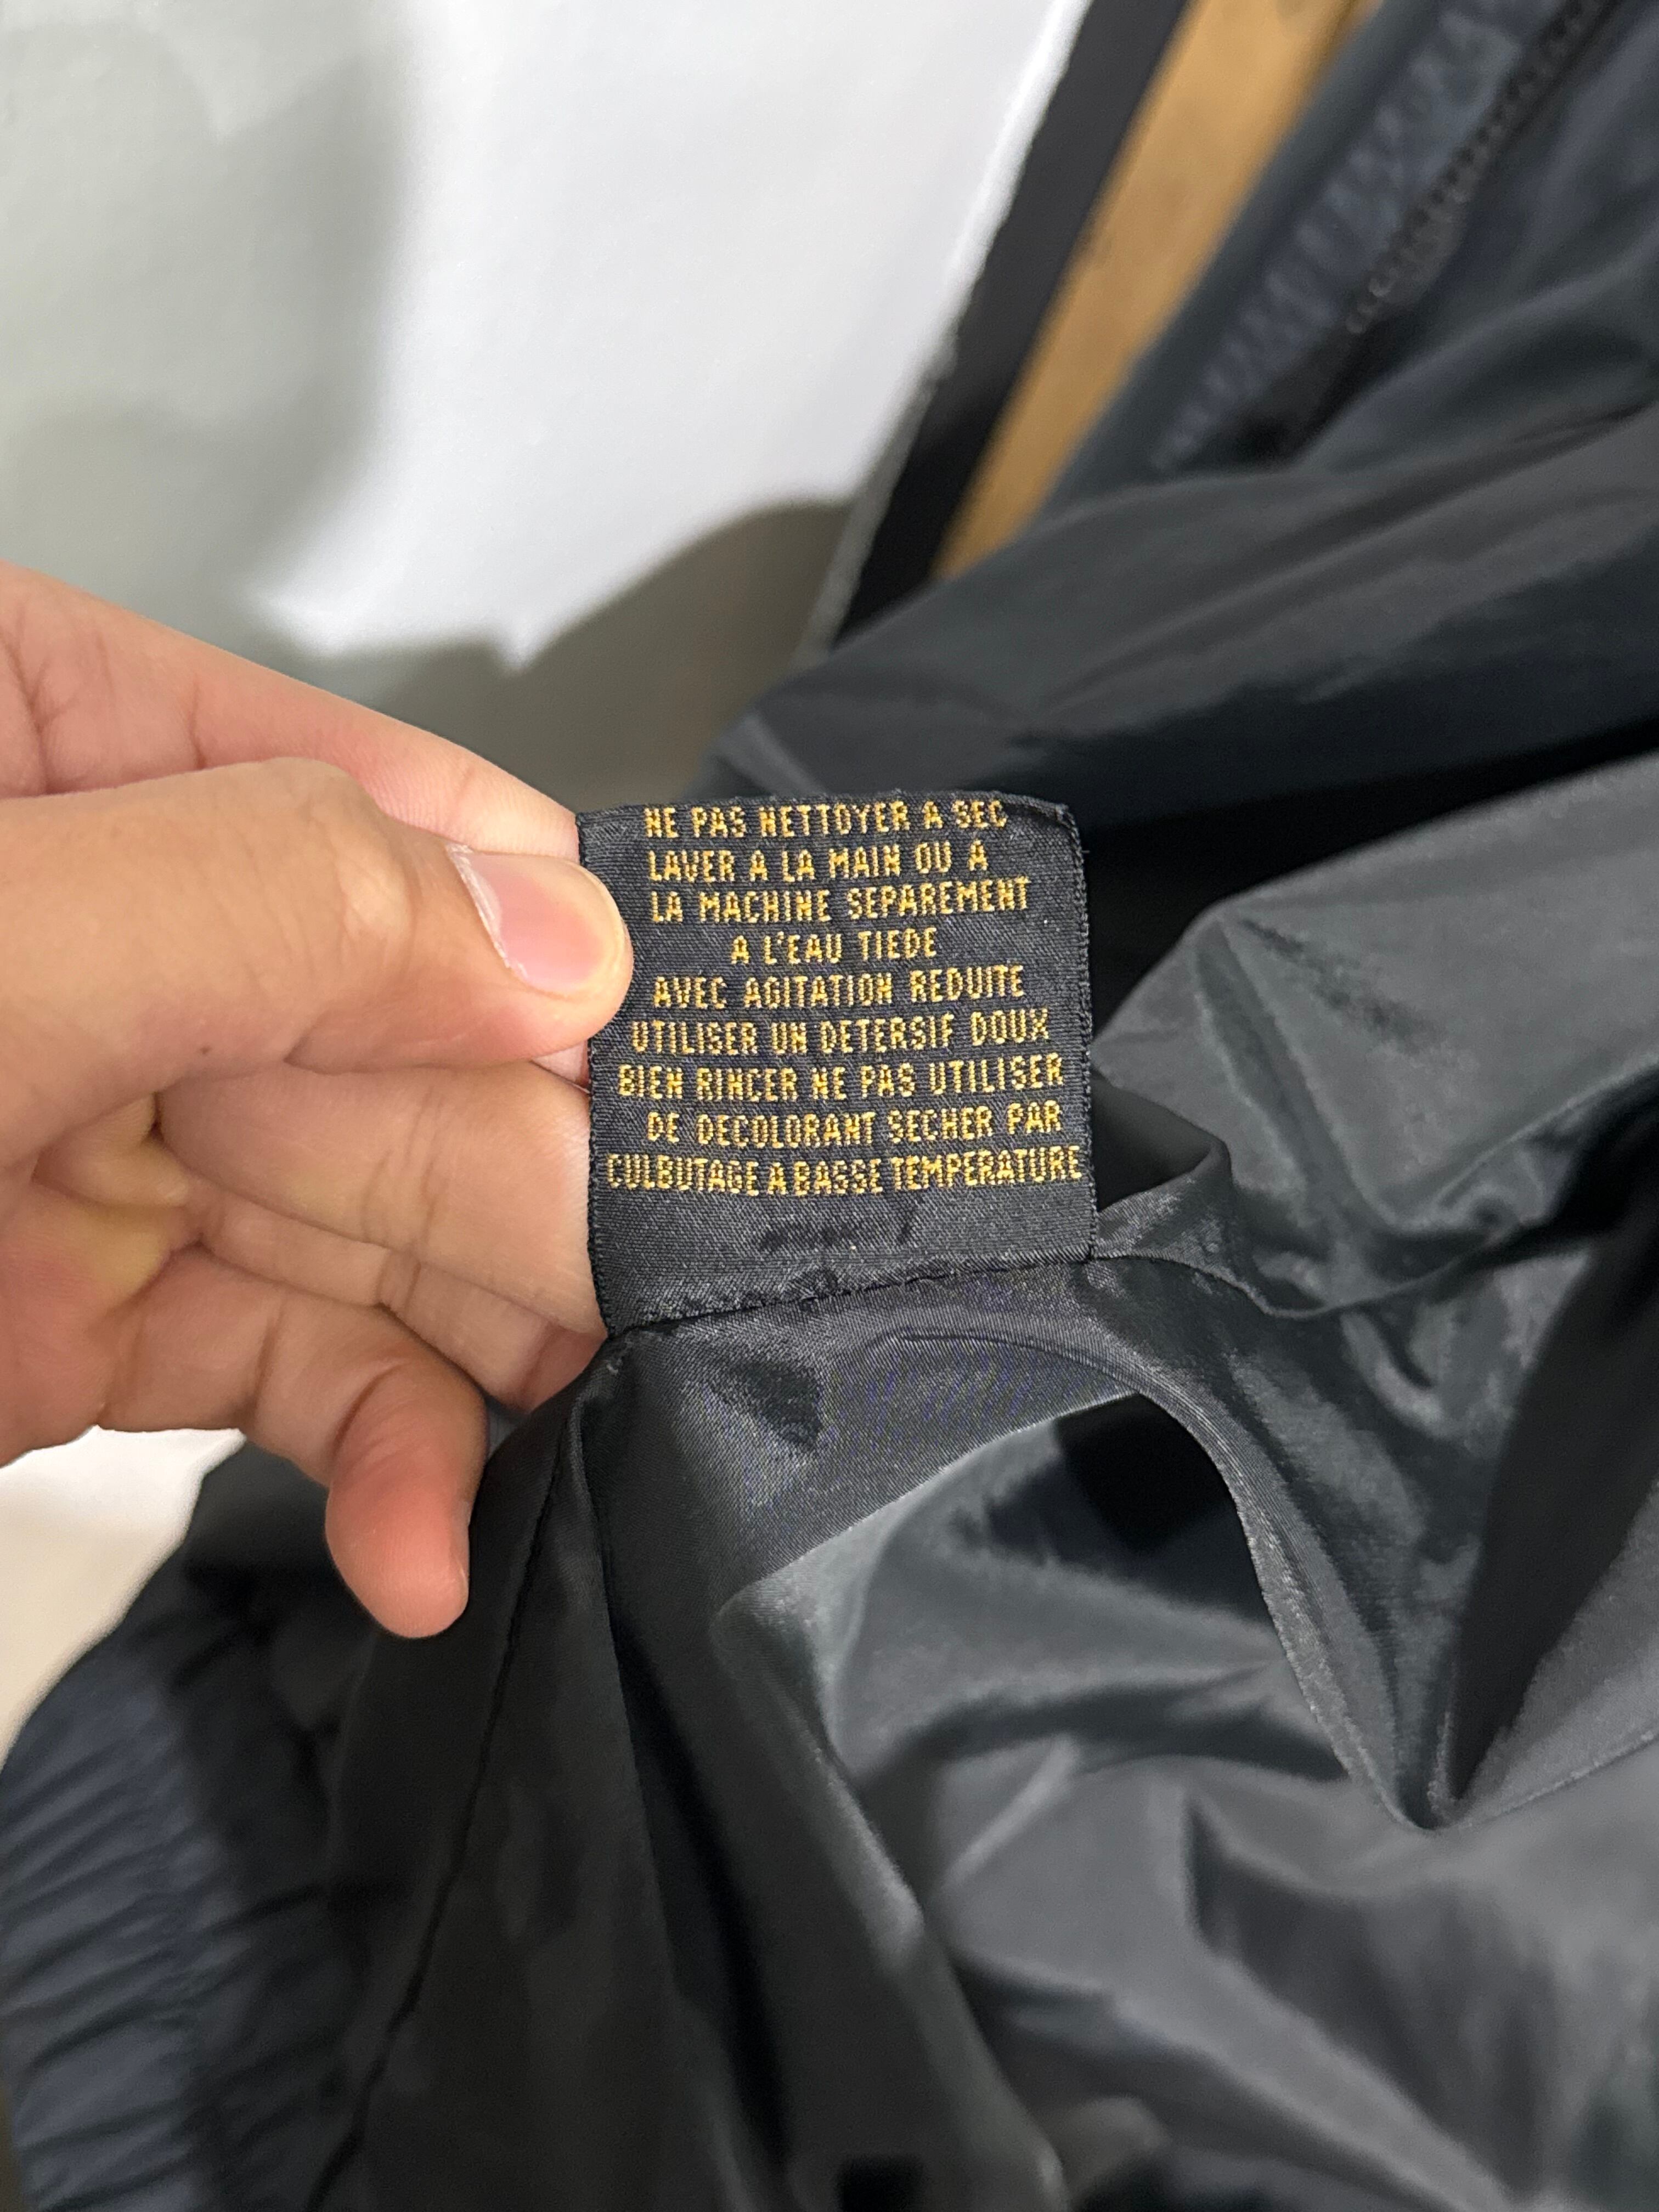 NE PAS NETTOYER A SEC
LAVER A LA MAIN OU A
LA MACHINE SEPAREMENT
A L'EAU TIEDE
AVEC AGITATION REDUITE
UTILISER UN DETERSIF DOUX
BIEN RINCER NE PAS UTILISER
DE DECOLORANT SECHER PAR
CULBUTAGE A BASSE TEMPERATURE